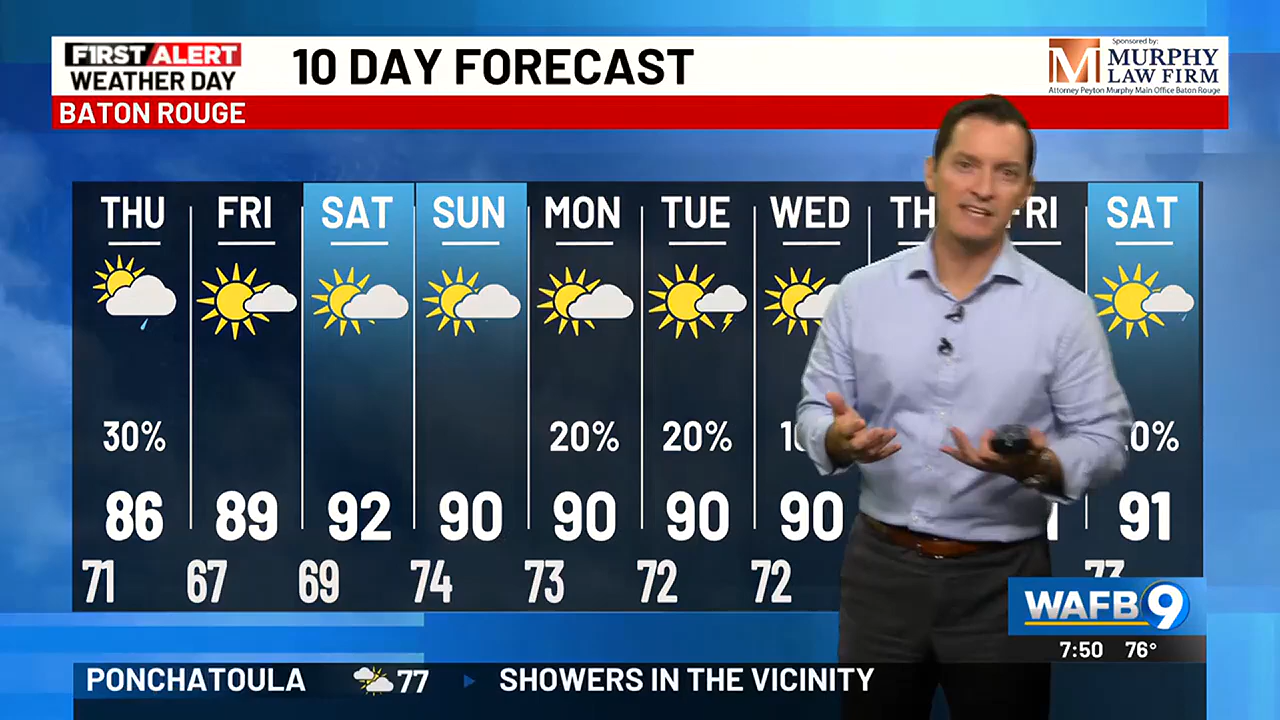 FIRST ALERT
WEATHER DAY
10 DAY FORECAST
Sponsored by:
MURPHY
LAW FIRM
Attorney Peyton Murphy Main Office Baton Rouge
BATON ROUGE
THU FRI SAT SUN MON TUE WED SAT
30% 20% 20%
86 89 92 90 90 90 90 91
71 67 69 74 73 72 72
WAFB 9
7:50 76°
PONCHATOULA 77 SHOWERS IN THE VICINITY